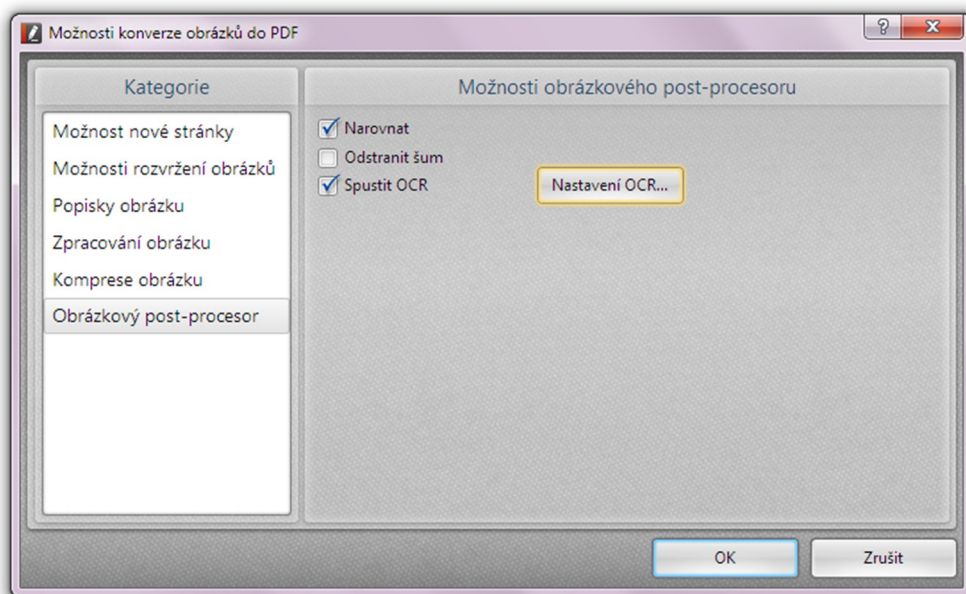 Možnosti konverze obrázků do PDF
Kategorie
Možnost nové stránky
Možnosti rozvržení obrázků
Popisky obrázku
Zpracování obrázku
Komprese obrázku
Obrázkový post-procesor
Možnosti obrázkového post-procesoru
Narovnat
Odstranit šum
Spustit OCR
Nastavení OCR...
OK
Zrušit